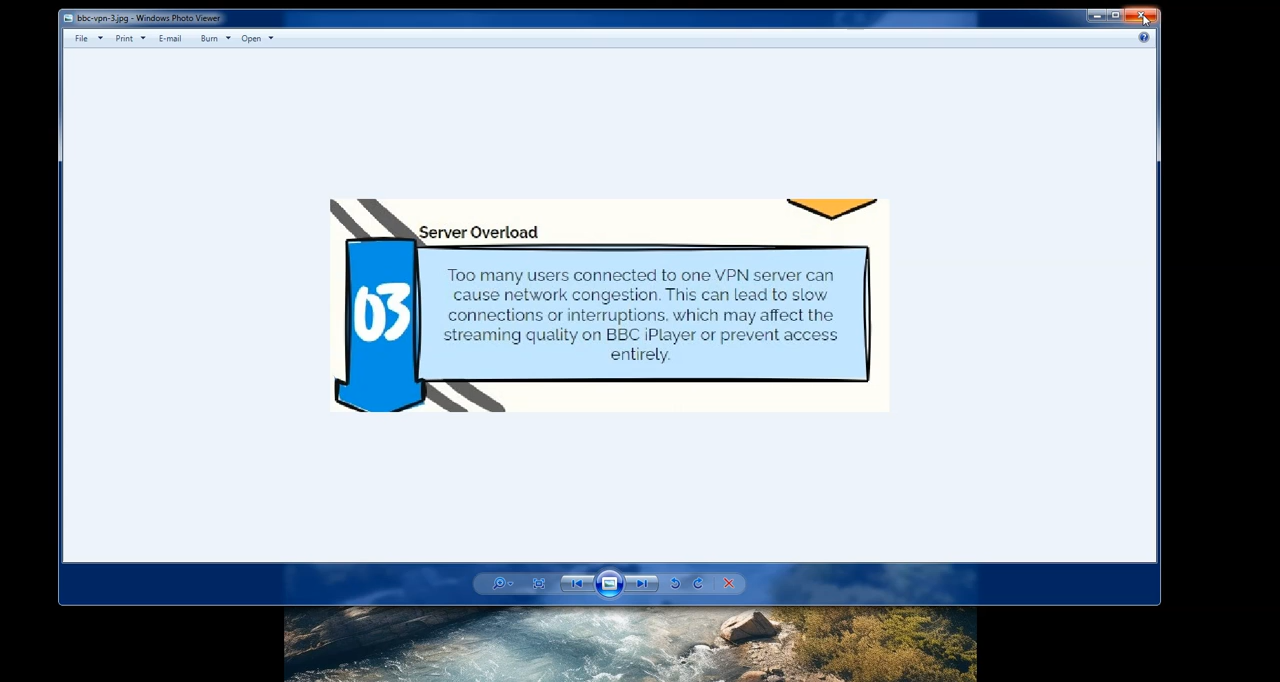 bbc-vpn-3.jpg - Windows Photo Viewer
File Print E-mail Burn Open
Server Overload
03
Too many users connected to one VPN server can
cause network congestion. This can lead to slow
connections or interruptions, which may affect the
streaming quality on BBC iPlayer or prevent access
entirely.